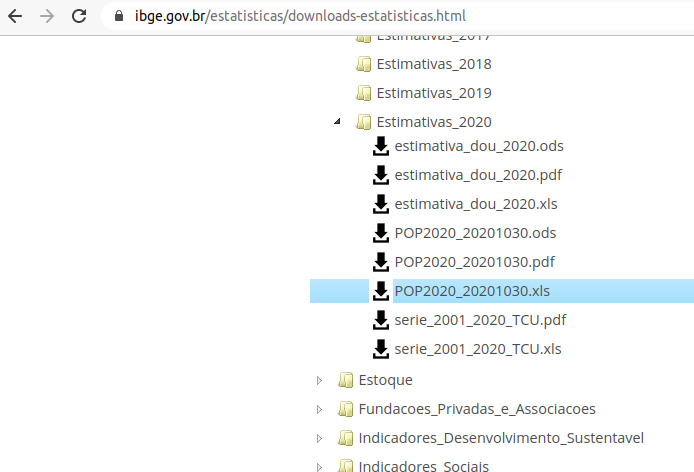 ibge.gov.br/estatisticas/downloads-estatisticas.html
Estimativas_2017
Estimativas_2018
Estimativas_2019
Estimativas_2020
estimativa_dou_2020.ods
estimativa_dou_2020.pdf
estimativa_dou_2020.xls
POP2020_20201030.ods
POP2020_20201030.pdf
POP2020_20201030.xls
serie_2001_2020_TCU.pdf
serie_2001_2020_TCU.xls
Estoque
Fundacoes_Privadas_e_Associacoes
Indicadores_Desenvolvimento_Sustentavel
Indicadores_Sociais